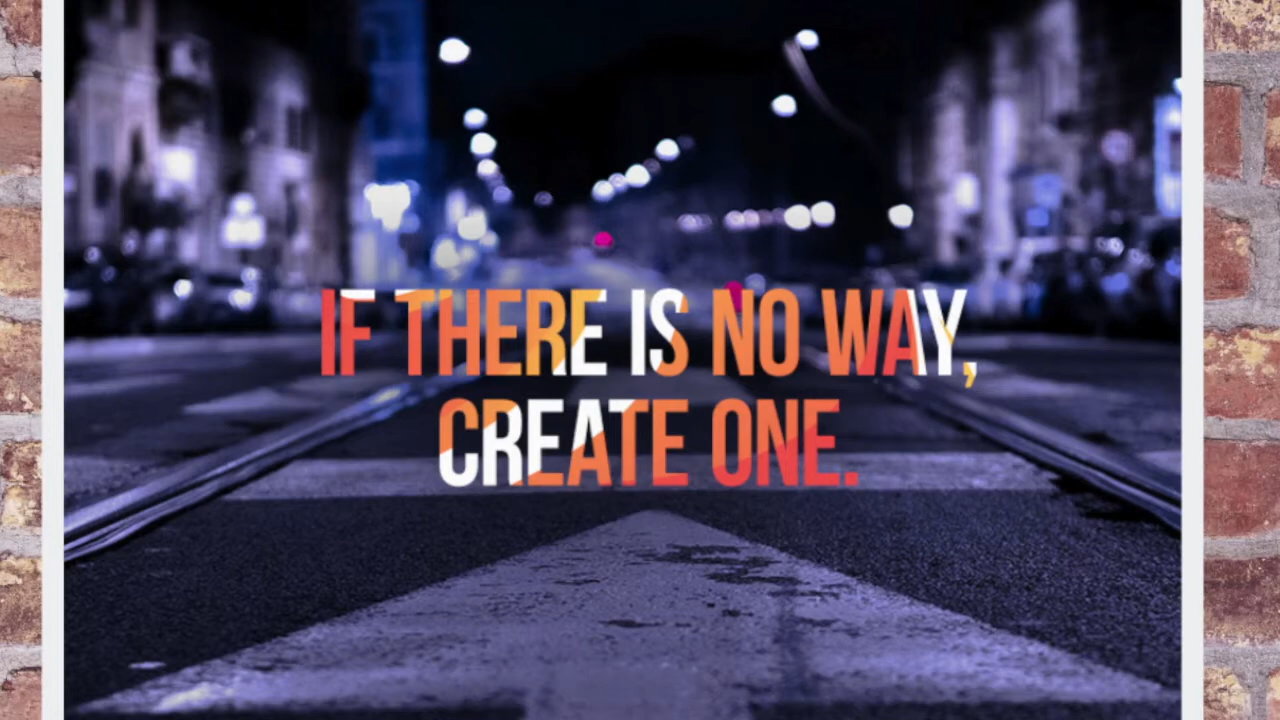 IF THERE IS NO WAY,
CREATE ONE.